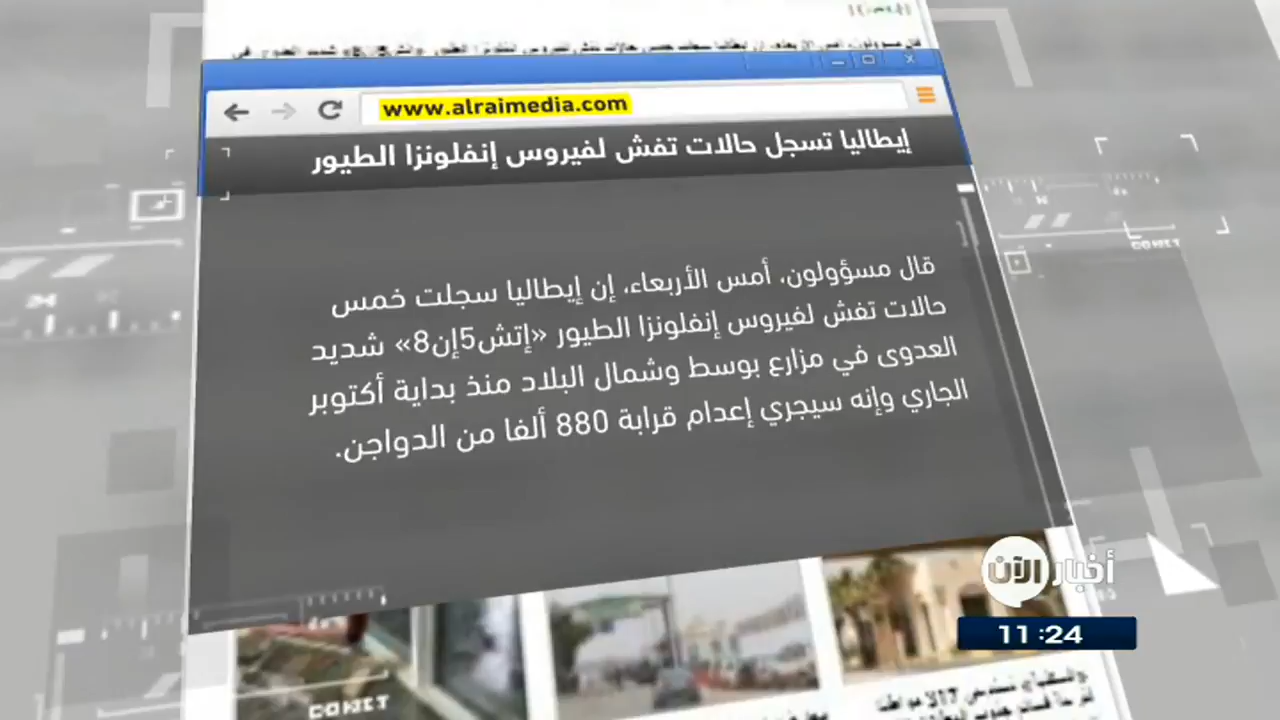 www.alraimedia.com
إيطاليا تسجل حالات تفش لفيروس إنفلونزا الطيور
قال مسؤولون، أمس الأربعاء، إن إيطاليا سجلت خمس
حالات تفش لفيروس إنفلونزا الطيور «إتش5إن8» شديد
العدوى في مزارع بوسط وشمال البلاد منذ بداية أكتوبر
الجاري وإنه سيجري إعدام قرابة 880 ألفا من الدواجن.
COMET
أخبار الآن
11:24
COMET